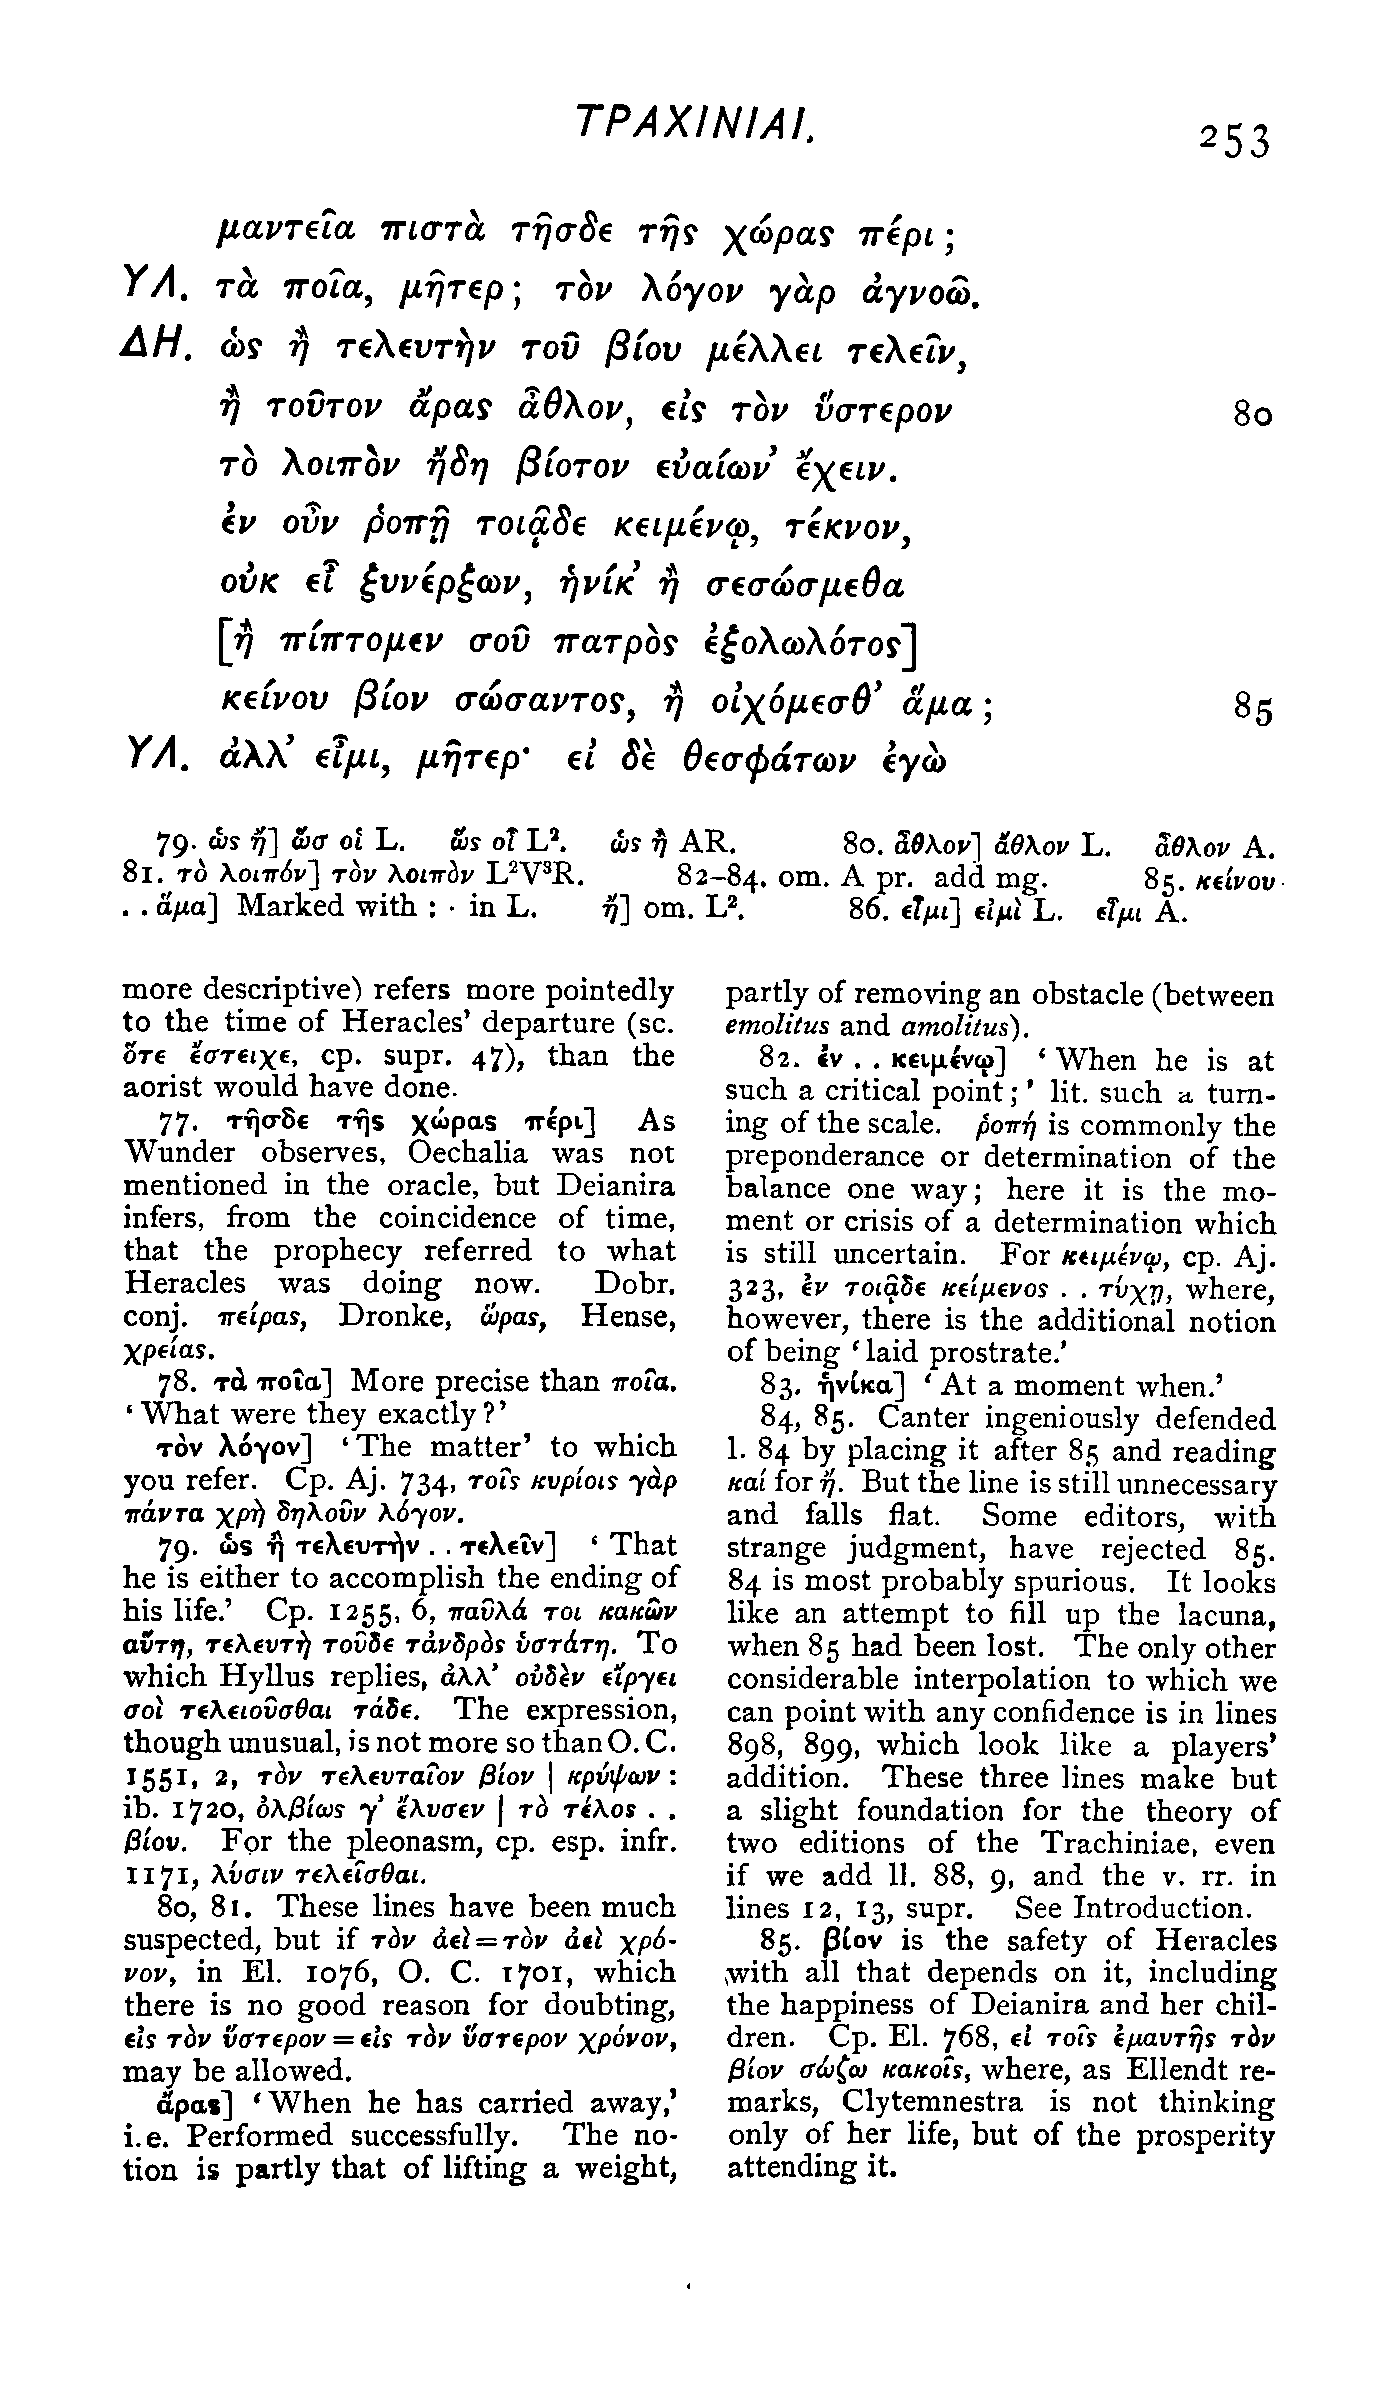 ΤΡΑΧΙΝΙΑΙ.
253
μαντεῖα πιστὰ τῆσδε τῆς χώρας πέρι ;
ΥΛ. τὰ ποῖα, μῆτερ ; τὸν λόγον γὰρ ἀγνοῶ.
ΔΗ. ὡς ἢ τελευτὴν τοῦ βίου μέλλει τελεῖν,
ἢ τοῦτον ἄρας ἆθλον, εἰς τὸν ὕστερον 80
τὸ λοιπὸν ἤδη βίοτον εὐαίων’ ἔχειν.
ἐν οὖν ῥοπῇ τοιᾷδε κειμένῳ, τέκνον,
οὐκ εἶ ξυνέρξων, ἡνίκ’ ἢ σεσώσμεθα
[ἢ πίπτομεν σοῦ πατρὸς ἐξολωλότος]
κείνου βίον σώσαντος, ἢ οἰχόμεσθ’ ἅμα ; 85
ΥΛ. ἀλλ’ εἶμι, μῆτερ· εἰ δὲ θεσφάτων ἐγὼ
79. ὡς ἤ] ὥσ οἱ L. ὥς οἷ L². ὡς ἢ AR. 80. ἆθλον] ἄθλον L. ἆθλον A.
81. τὸ λοιπόν] τὸν λοιπὸν L²V³R. 82–84. om. A pr. add mg. 85. κείνου
. . ἅμα] Marked with : · in L. ἤ] om. L². 86. εἶμι] εἰμὶ L. εἶμι A.
more descriptive) refers more pointedly
to the time of Heracles’ departure (sc.
ὅτε ἔστειχε, cp. supr. 47), than the
aorist would have done.
77. τῆσδε τῆς χώρας πέρι] As
Wunder observes, Oechalia was not
mentioned in the oracle, but Deianira
infers, from the coincidence of time,
that the prophecy referred to what
Heracles was doing now. Dobr.
conj. πείρας, Dronke, ὥρας, Hense,
χρείας.
78. τὰ ποῖα] More precise than ποῖα.
‘What were they exactly?’
τὸν λόγον] ‘The matter’ to which
you refer. Cp. Aj. 734, τοῖς κυρίοις γὰρ
πάντα χρὴ δηλοῦν λόγον.
79. ὡς ἢ τελευτὴν . . τελεῖν] ‘That
he is either to accomplish the ending of
his life.’ Cp. 1255, 6, παῦλά τοι κακῶν
αὕτη, τελευτὴ τοῦδε τἀνδρὸς ὑστάτη. To
which Hyllus replies, ἀλλ’ οὐδὲν εἴργει
σοὶ τελειοῦσθαι τάδε. The expression,
though unusual, is not more so than O. C.
1551, 2, τὸν τελευταῖον βίον | κρύψων :
ib. 1720, ὀλβίως γ’ ἔλυσεν | τὸ τέλος . .
βίου. For the pleonasm, cp. esp. infr.
1171, λύσιν τελεῖσθαι.
80, 81. These lines have been much
suspected, but if τὸν ἀεὶ=τὸν ἀεὶ χρό-
νον, in El. 1076, O. C. 1701, which
there is no good reason for doubting,
εἰς τὸν ὕστερον=εἰς τὸν ὕστερον χρόνον,
may be allowed.
ἄρας] ‘When he has carried away,’
i.e. Performed successfully. The no-
tion is partly that of lifting a weight,
partly of removing an obstacle (between
emolitus and amolitus).
82. ἐν . . κειμένῳ] ‘When he is at
such a critical point ;’ lit. such a turn-
ing of the scale. ῥοπή is commonly the
preponderance or determination of the
balance one way; here it is the mo-
ment or crisis of a determination which
is still uncertain. For κειμένῳ, cp. Aj.
323, ἐν τοιᾷδε κείμενος . . τύχῃ, where,
however, there is the additional notion
of being ‘laid prostrate.’
83. ἡνίκα] ‘At a moment when.’
84, 85. Canter ingeniously defended
l. 84 by placing it after 85 and reading
καί for ἤ. But the line is still unnecessary
and falls flat. Some editors, with
strange judgment, have rejected 85.
84 is most probably spurious. It looks
like an attempt to fill up the lacuna,
when 85 had been lost. The only other
considerable interpolation to which we
can point with any confidence is in lines
898, 899, which look like a players’
addition. These three lines make but
a slight foundation for the theory of
two editions of the Trachiniae, even
if we add ll. 88, 9, and the v. rr. in
lines 12, 13, supr. See Introduction.
85. βίον is the safety of Heracles
with all that depends on it, including
the happiness of Deianira and her chil-
dren. Cp. El. 768, εἰ τοῖς ἐμαυτῆς τὸν
βίον σώζω κακοῖς, where, as Ellendt re-
marks, Clytemnestra is not thinking
only of her life, but of the prosperity
attending it.